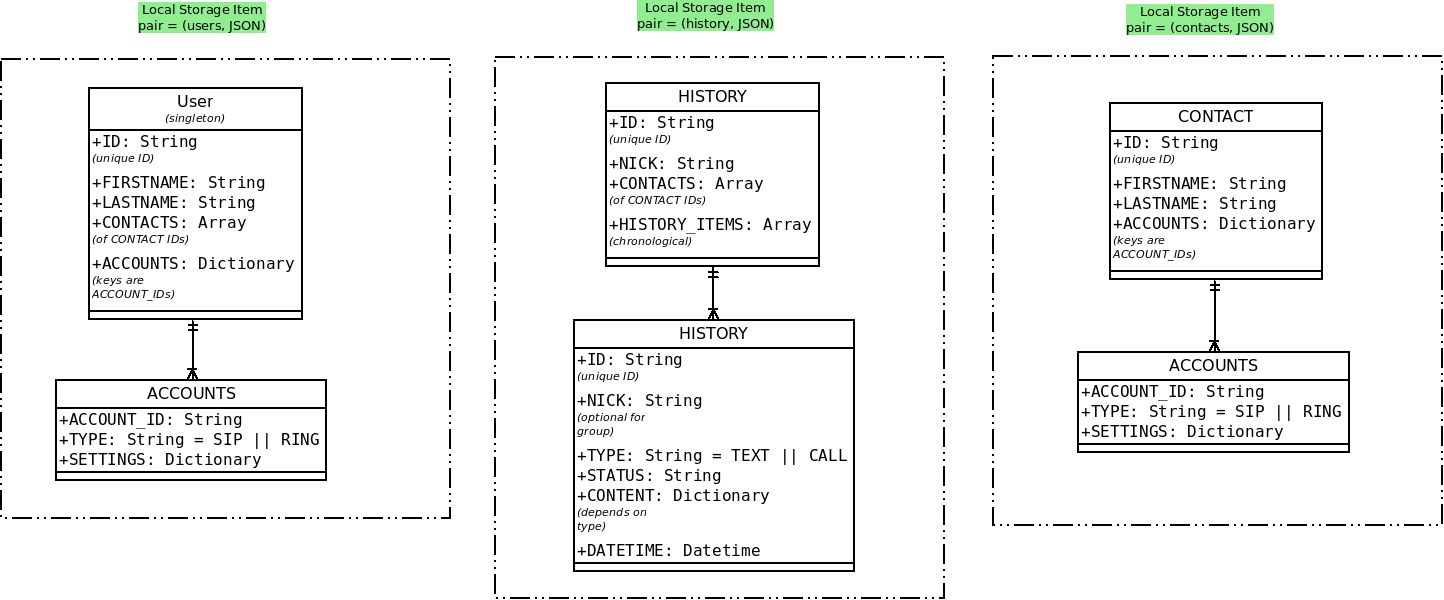 Local Storage Item
pair = (users, JSON)
User
(singleton)
+ID: String
(unique ID)
+FIRSTNAME: String
+LASTNAME: String
+CONTACTS: Array
(of CONTACT IDs)
+ACCOUNTS: Dictionary
(keys are
ACCOUNT_IDs)
ACCOUNTS
+ACCOUNT_ID: String
+TYPE: String = SIP || RING
+SETTINGS: Dictionary
Local Storage Item
pair = (history, JSON)
HISTORY
+ID: String
(unique ID)
+NICK: String
+CONTACTS: Array
(of CONTACT IDs)
+HISTORY_ITEMS: Array
(chronological)
HISTORY
+ID: String
(unique ID)
+NICK: String
(optional for
group)
+TYPE: String = TEXT || CALL
+STATUS: String
+CONTENT: Dictionary
(depends on
type)
+DATETIME: Datetime
Local Storage Item
pair = (contacts, JSON)
CONTACT
+ID: String
(unique ID)
+FIRSTNAME: String
+LASTNAME: String
+ACCOUNTS: Dictionary
(keys are
ACCOUNT_IDs)
ACCOUNTS
+ACCOUNT_ID: String
+TYPE: String = SIP || RING
+SETTINGS: Dictionary